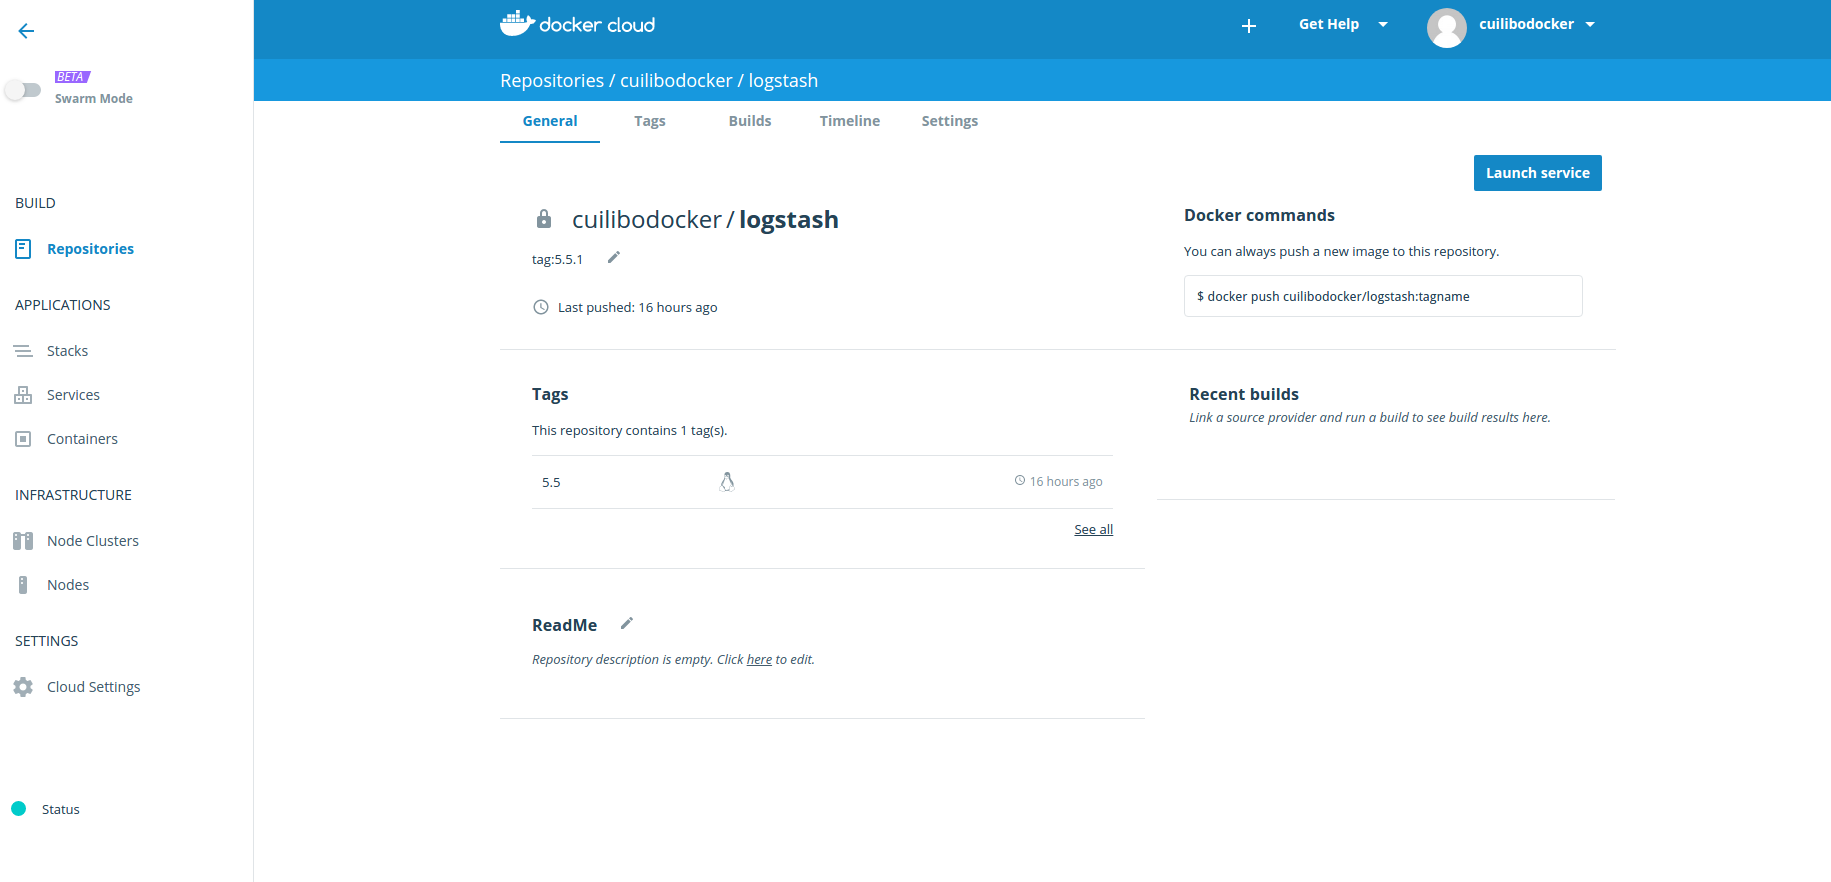 BETA
Swarm Mode
BUILD
Repositories
APPLICATIONS
Stacks
Services
Containers
INFRASTRUCTURE
Node Clusters
Nodes
SETTINGS
Cloud Settings
Status
docker cloud
Get Help
cuilibodocker
Repositories / cuilibodocker / logstash
General Tags Builds Timeline Settings
Launch service
cuilibodocker / logstash
tag:5.5.1
Last pushed: 16 hours ago
Docker commands
You can always push a new image to this repository.
$ docker push cuilibodocker/logstash:tagname
Tags
This repository contains 1 tag(s).
5.5 16 hours ago
See all
Recent builds
Link a source provider and run a build to see build results here.
ReadMe
Repository description is empty. Click here to edit.